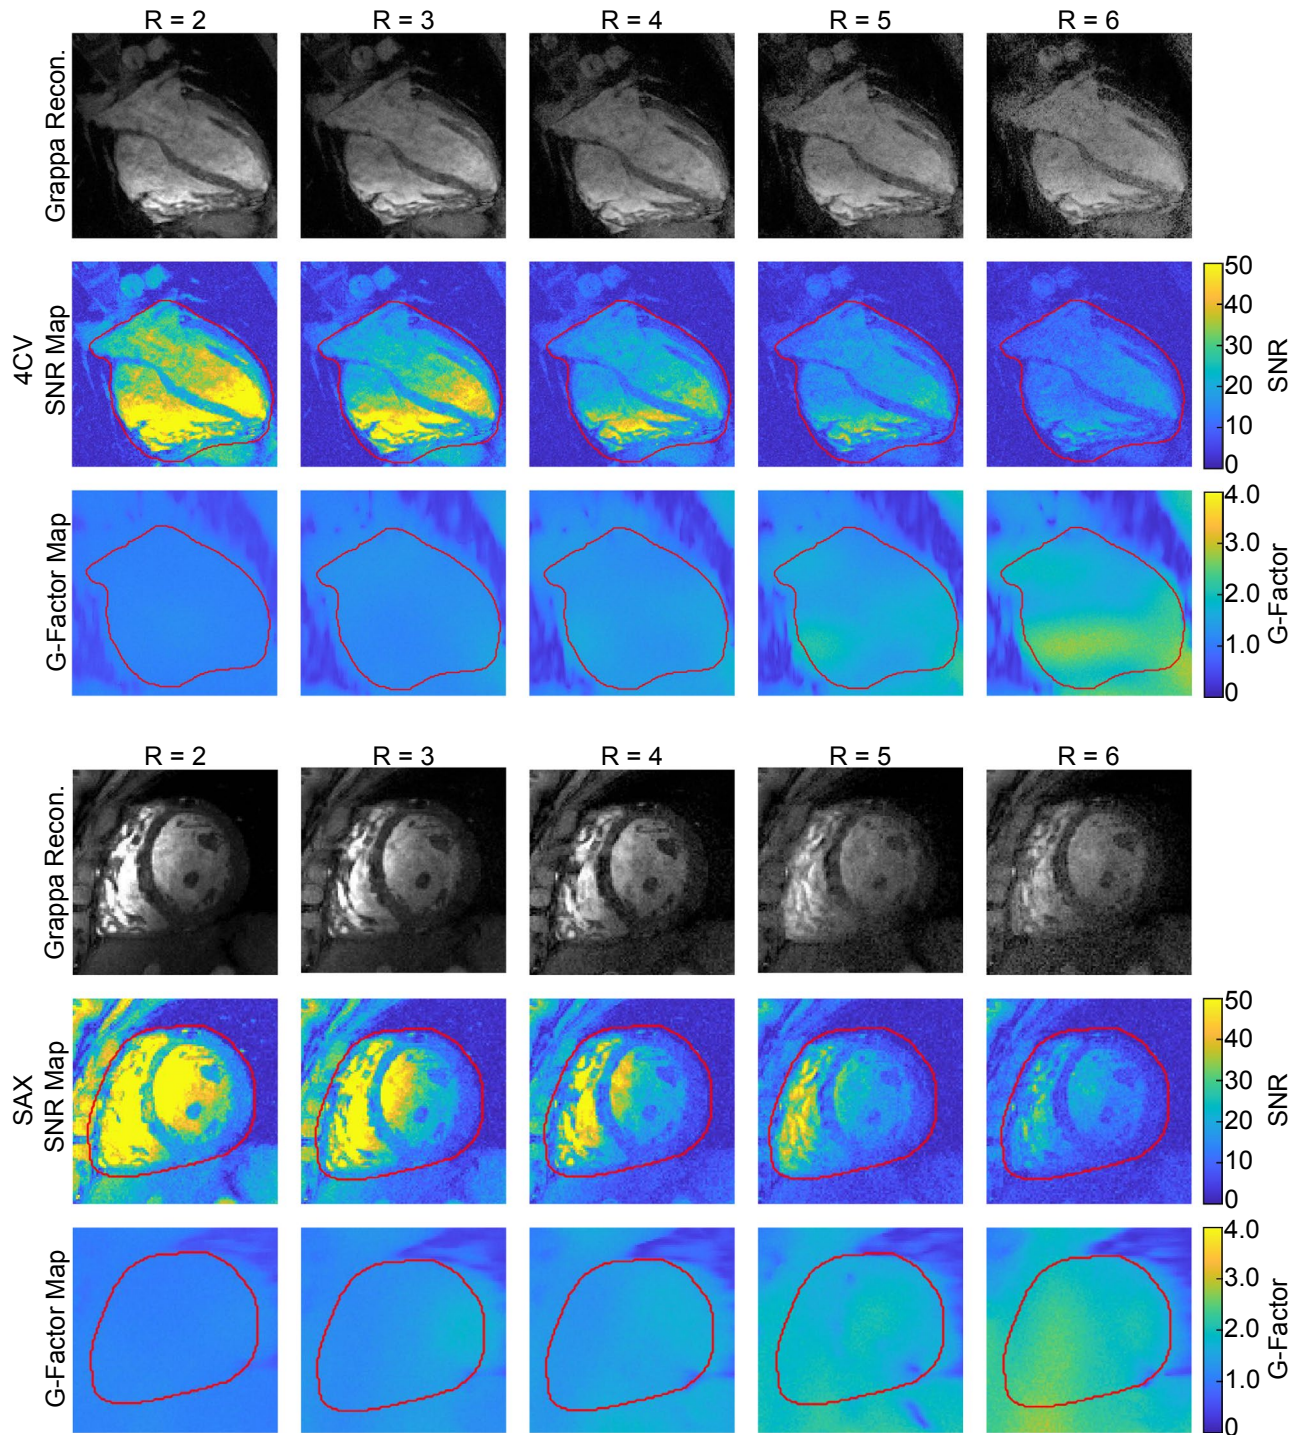 R = 2 R = 3 R = 4 R = 5 R = 6
Grappa Recon.
4CV
SNR Map
50
40
30
20
10
0
SNR
G-Factor Map
4.0
3.0
2.0
1.0
0
G-Factor
R = 2 R = 3 R = 4 R = 5 R = 6
Grappa Recon.
SAX
SNR Map
50
40
30
20
10
0
SNR
G-Factor Map
4.0
3.0
2.0
1.0
0
G-Factor